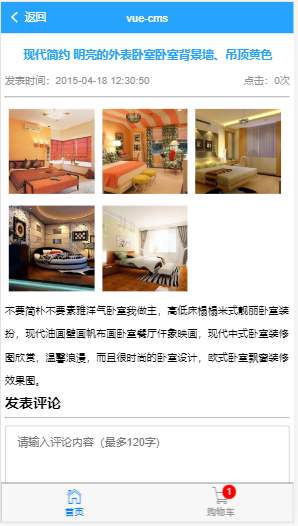 返回
vue-cms
现代简约 明亮的外表卧室卧室背景墙、吊顶黄色
发表时间：2015-04-18 12:30:50
点击：0次
不要简朴不要素雅洋气卧室我做主，高低床榻榻米式靓丽卧室装
扮，现代油画壁画帆布画卧室餐厅仟象映画，现代中式卧室装修
图欣赏，温馨浪漫，而且很时尚的卧室设计，欧式卧室飘窗装修
效果图。
发表评论
请输入评论内容（最多120字）
1
首页
购物车